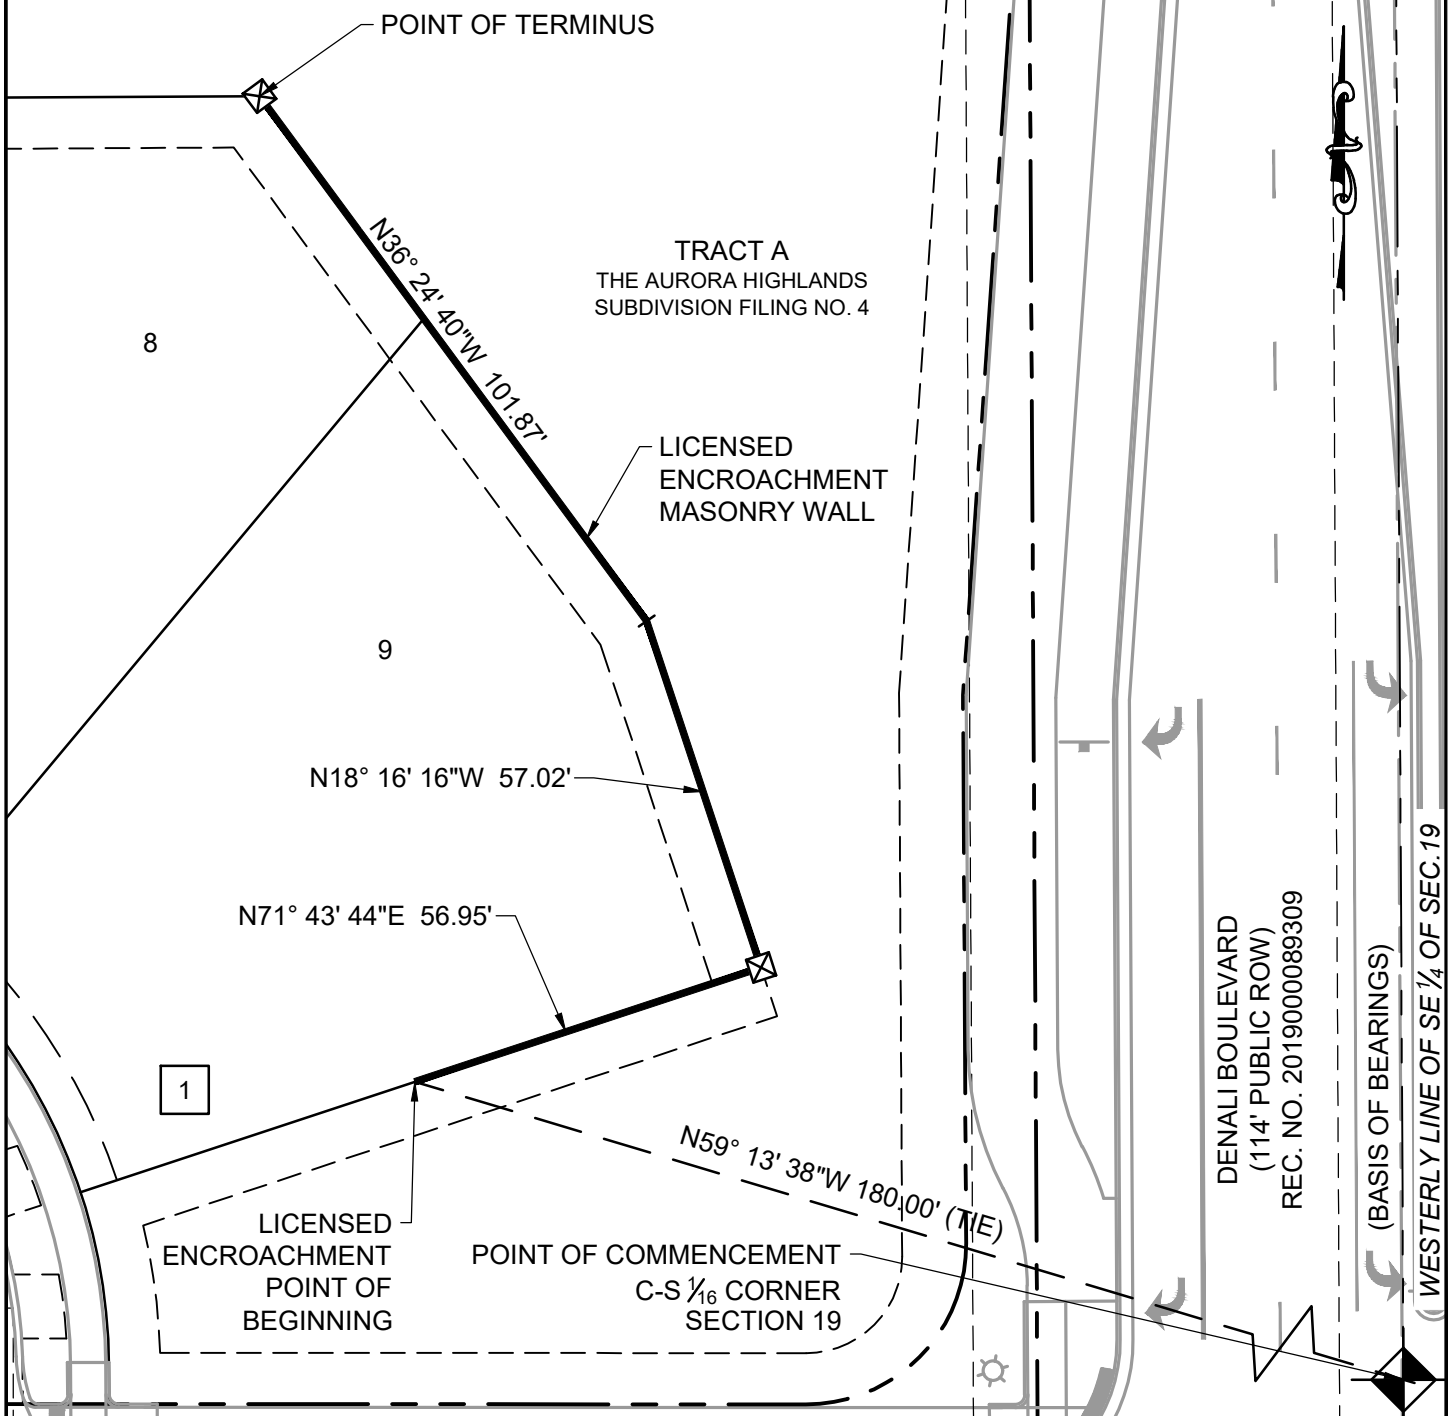 POINT OF TERMINUS
N36° 24' 40"W 101.87'
TRACT A
THE AURORA HIGHLANDS
SUBDIVISION FILING NO. 4
8
LICENSED
ENCROACHMENT
MASONRY WALL
9
N18° 16' 16"W 57.02'
N71° 43' 44"E 56.95'
1
N59° 13' 38"W 180.00' (TIE)
LICENSED
ENCROACHMENT
POINT OF
BEGINNING
POINT OF COMMENCEMENT
C-S 1/16 CORNER
SECTION 19
DENALI BOULEVARD
(114' PUBLIC ROW)
REC. NO. 2019000089309
(BASIS OF BEARINGS)
WESTERLY LINE OF SE 1/4 OF SEC.19